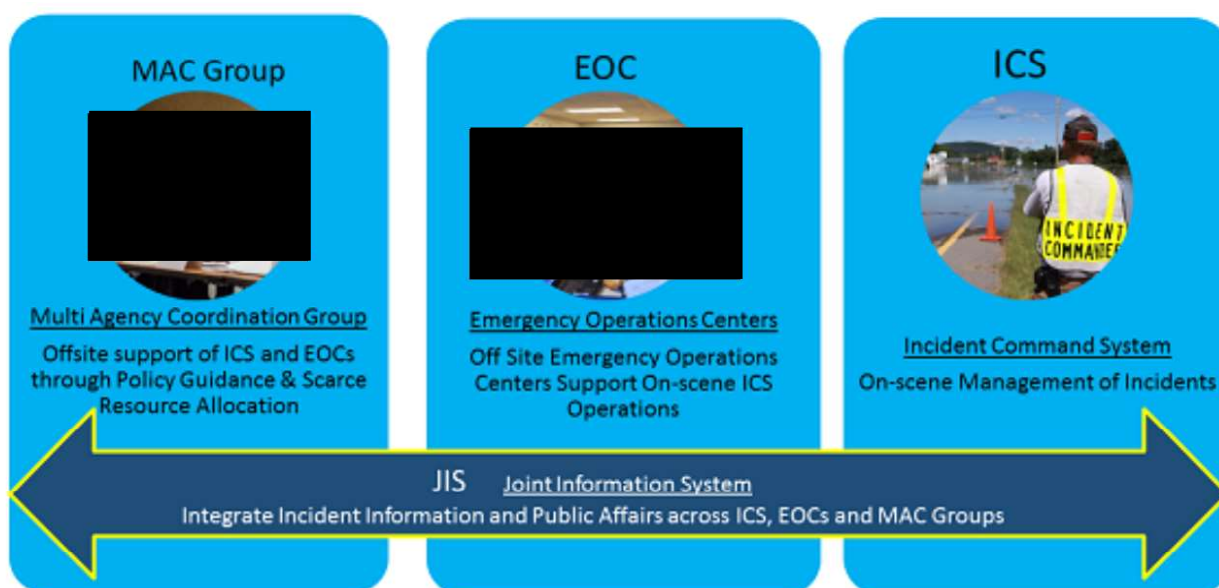 MAC Group
Multi Agency Coordination Group
Offsite support of ICS and EOCs
through Policy Guidance & Scarce
Resource Allocation
EOC
Emergency Operations Centers
Off Site Emergency Operations
Centers Support On-scene ICS
Operations
ICS
INCIDENT
COMMANDER
Incident Command System
On-scene Management of Incidents
JIS Joint Information System
Integrate Incident Information and Public Affairs across ICS, EOCs and MAC Groups